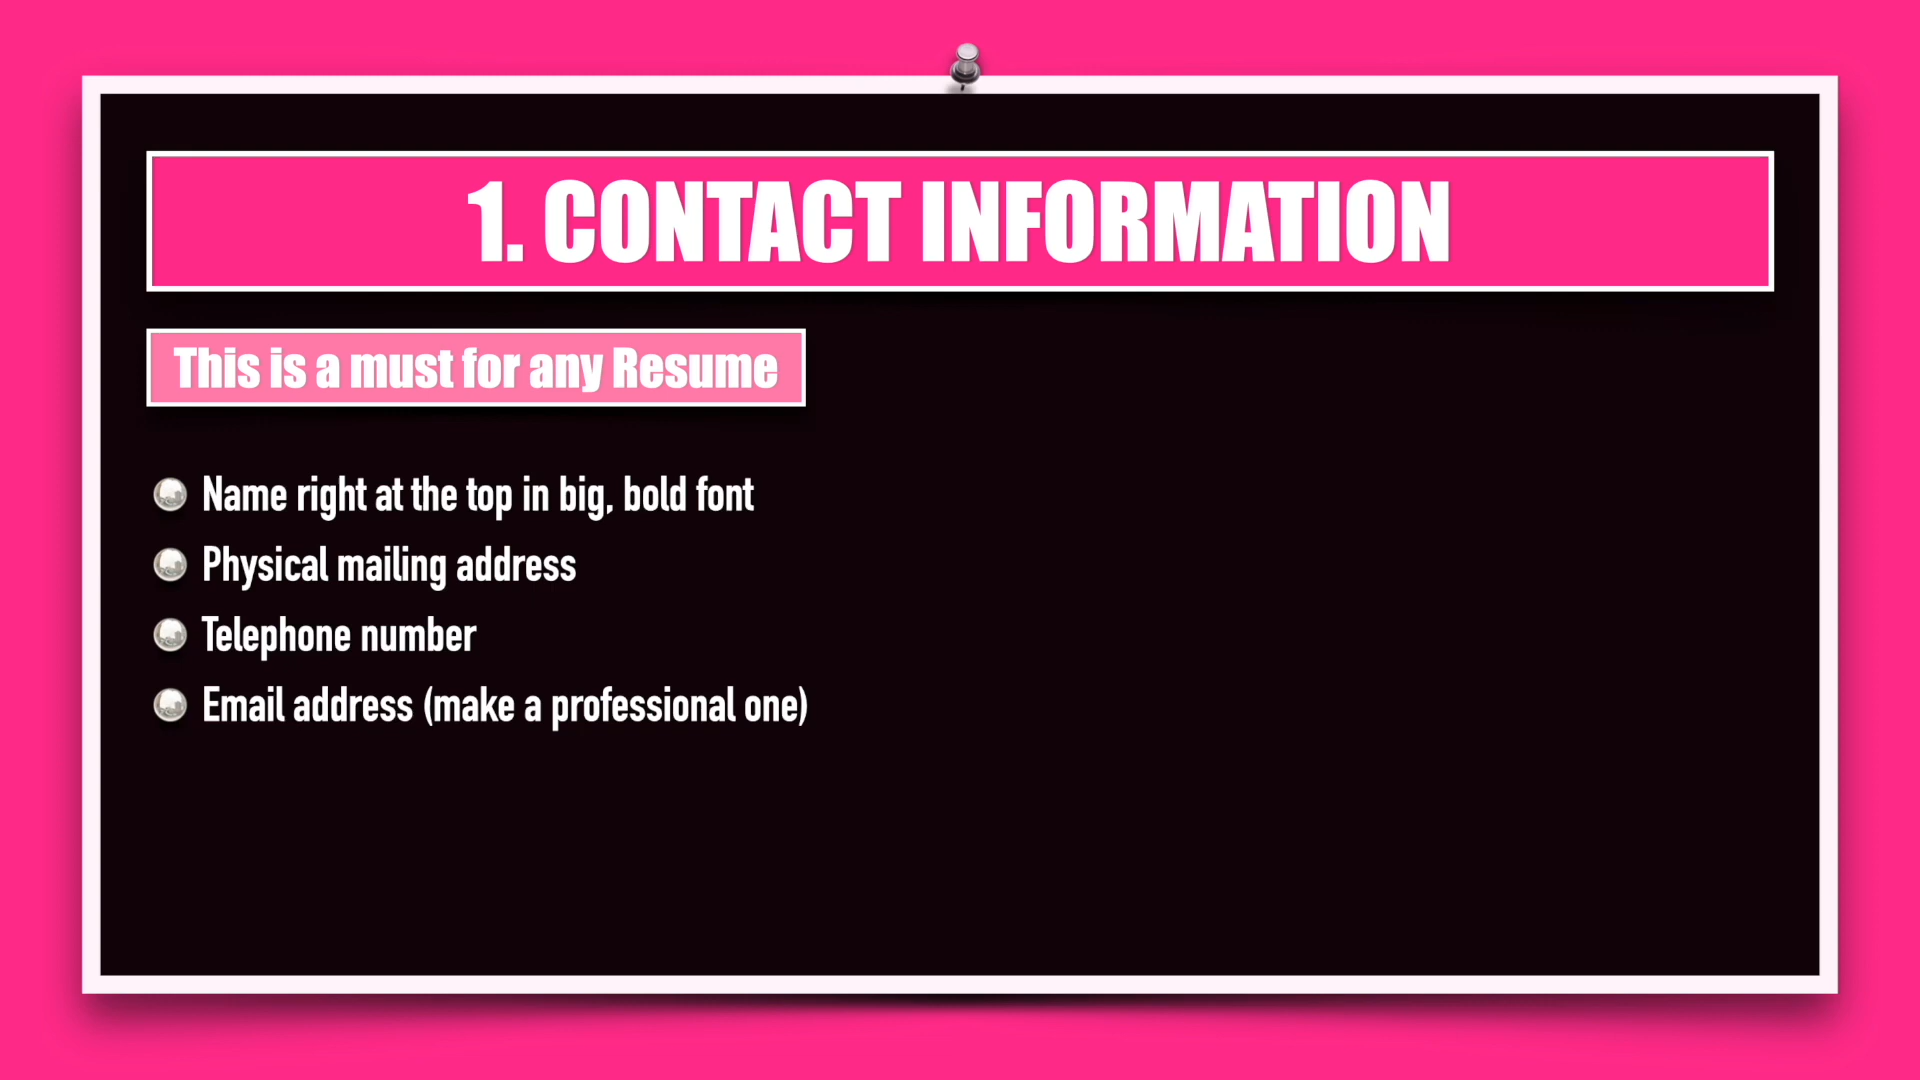 1. CONTACT INFORMATION
This is a must for any Resume
Name right at the top in big, bold font
Physical mailing address
Telephone number
Email address (make a professional one)